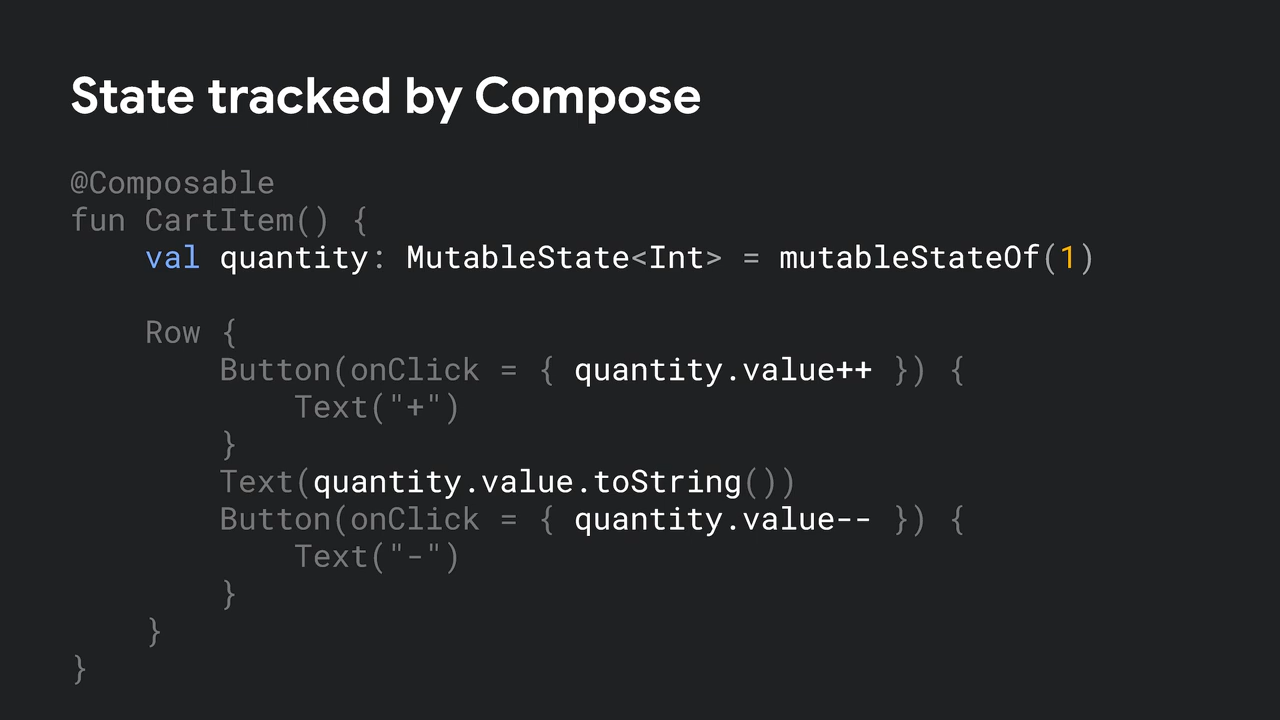 State tracked by Compose
@Composable
fun CartItem() {
    val quantity: MutableState<Int> = mutableStateOf(1)
    Row {
        Button(onClick = { quantity.value++ }) {
            Text("+")
        }
        Text(quantity.value.toString())
        Button(onClick = { quantity.value-- }) {
            Text("-")
        }
    }
}